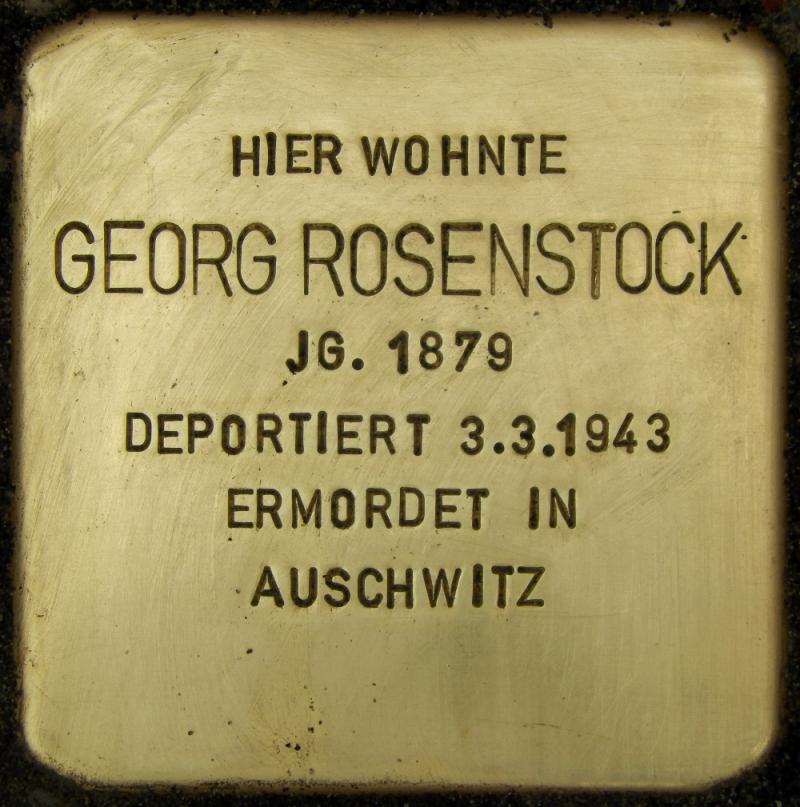 HIER WOHNTE
GEORG ROSENSTOCK
JG. 1879
DEPORTIERT 3.3.1943
ERMORDET IN
AUSCHWITZ